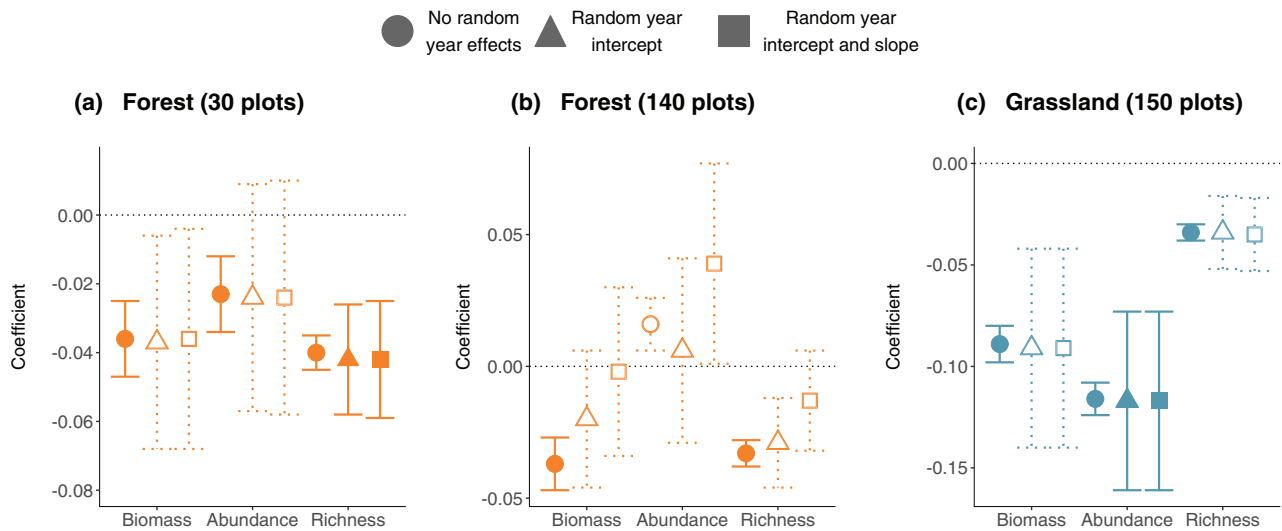 No random
year effects
Random year
intercept
Random year
intercept and slope
(a) Forest (30 plots)
Coefficient
0.00
-0.02
-0.04
-0.06
-0.08
Biomass Abundance Richness
(b) Forest (140 plots)
Coefficient
0.05
0.00
-0.05
Biomass Abundance Richness
(c) Grassland (150 plots)
Coefficient
0.00
-0.05
-0.10
-0.15
Biomass Abundance Richness